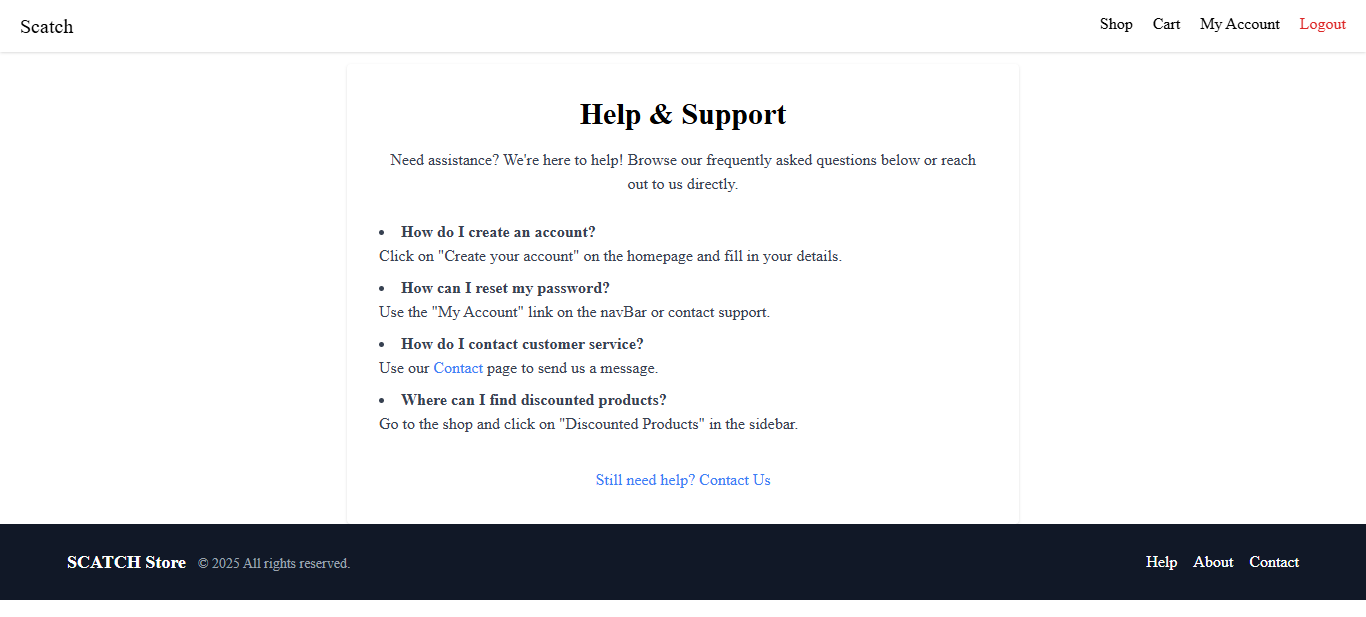 Scatch
Shop Cart My Account Logout
Help & Support
Need assistance? We're here to help! Browse our frequently asked questions below or reach
out to us directly.
• How do I create an account?
Click on "Create your account" on the homepage and fill in your details.
• How can I reset my password?
Use the "My Account" link on the navBar or contact support.
• How do I contact customer service?
Use our Contact page to send us a message.
• Where can I find discounted products?
Go to the shop and click on "Discounted Products" in the sidebar.
Still need help? Contact Us
SCATCH Store © 2025 All rights reserved.
Help About Contact